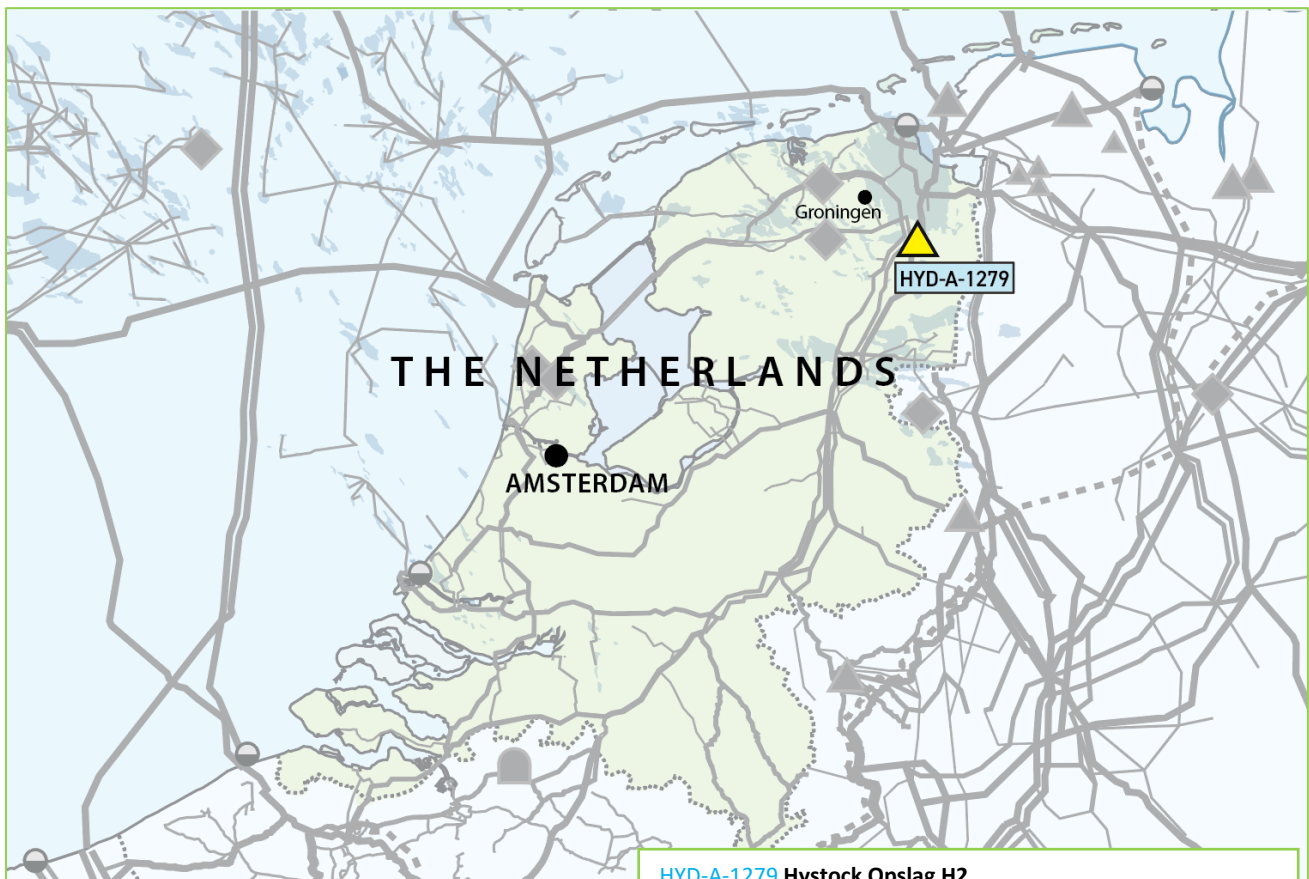 Groningen
HYD-A-1279
THE NETHERLANDS
AMSTERDAM
HYD-A-1279 Hystock Opslag H2